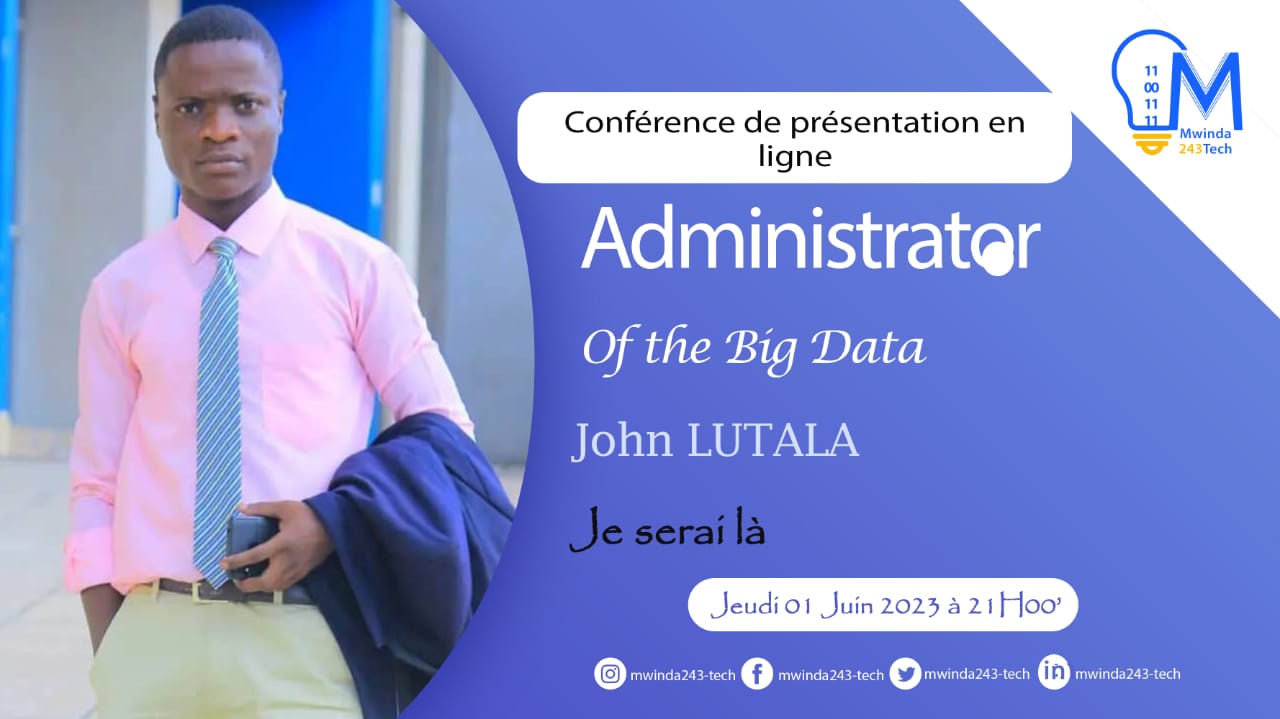 11
00
11
11
M
Mwinda
243Tech
Conférence de présentation en
ligne
Administrator
Of the Big Data
John LUTALA
Je serai là
Jeudi 01 Juin 2023 à 21H00’
mwinda243-tech mwinda243-tech mwinda243-tech mwinda243-tech